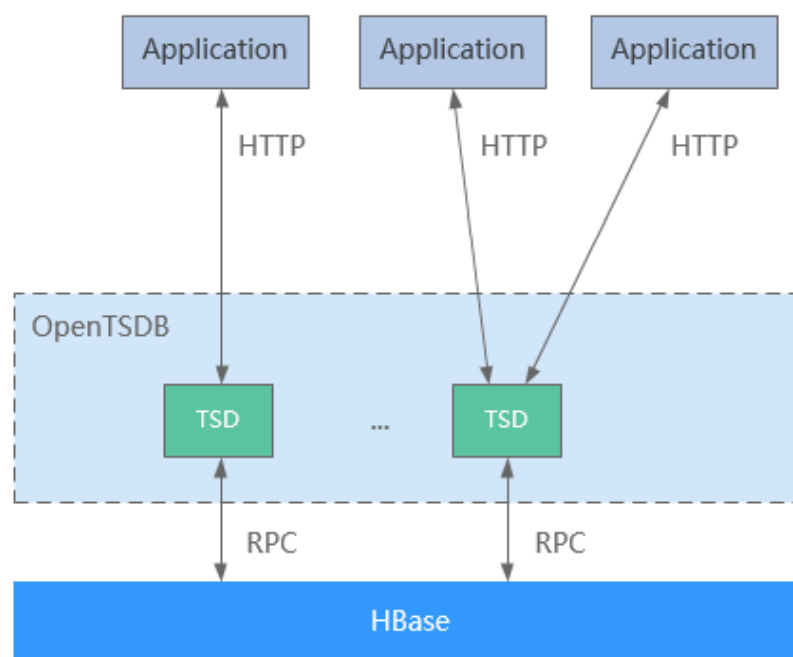 Application
Application
Application
HTTP
HTTP
HTTP
OpenTSDB
TSD
...
TSD
RPC
RPC
HBase